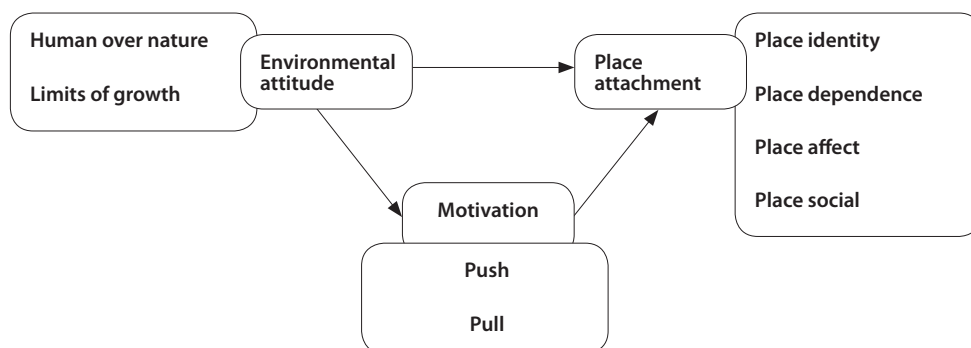 Human over nature
Limits of growth
Environmental
attitude
Place
attachment
Place identity
Place dependence
Place affect
Place social
Motivation
Push
Pull